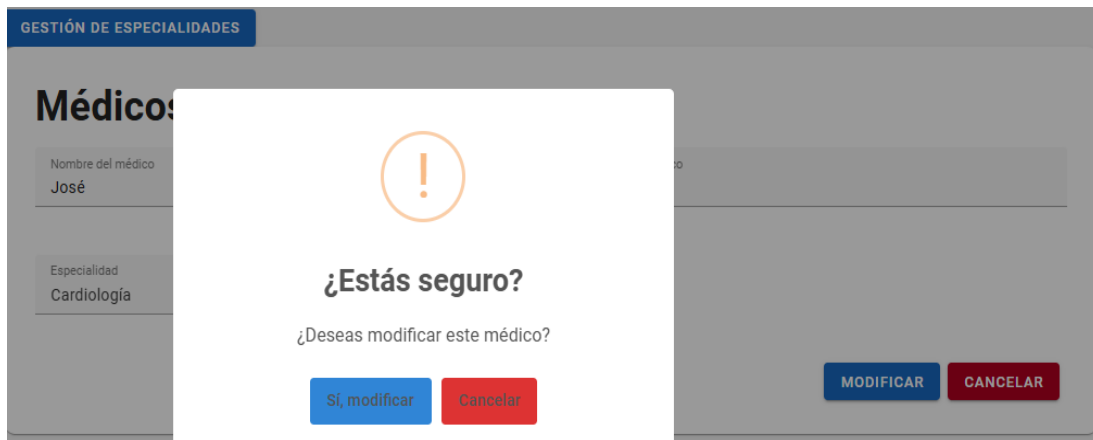 GESTIÓN DE ESPECIALIDADES
Médicos
Nombre del médico
José
co
Especialidad
Cardiología
!
¿Estás seguro?
¿Deseas modificar este médico?
Sí, modificar Cancelar
MODIFICAR CANCELAR